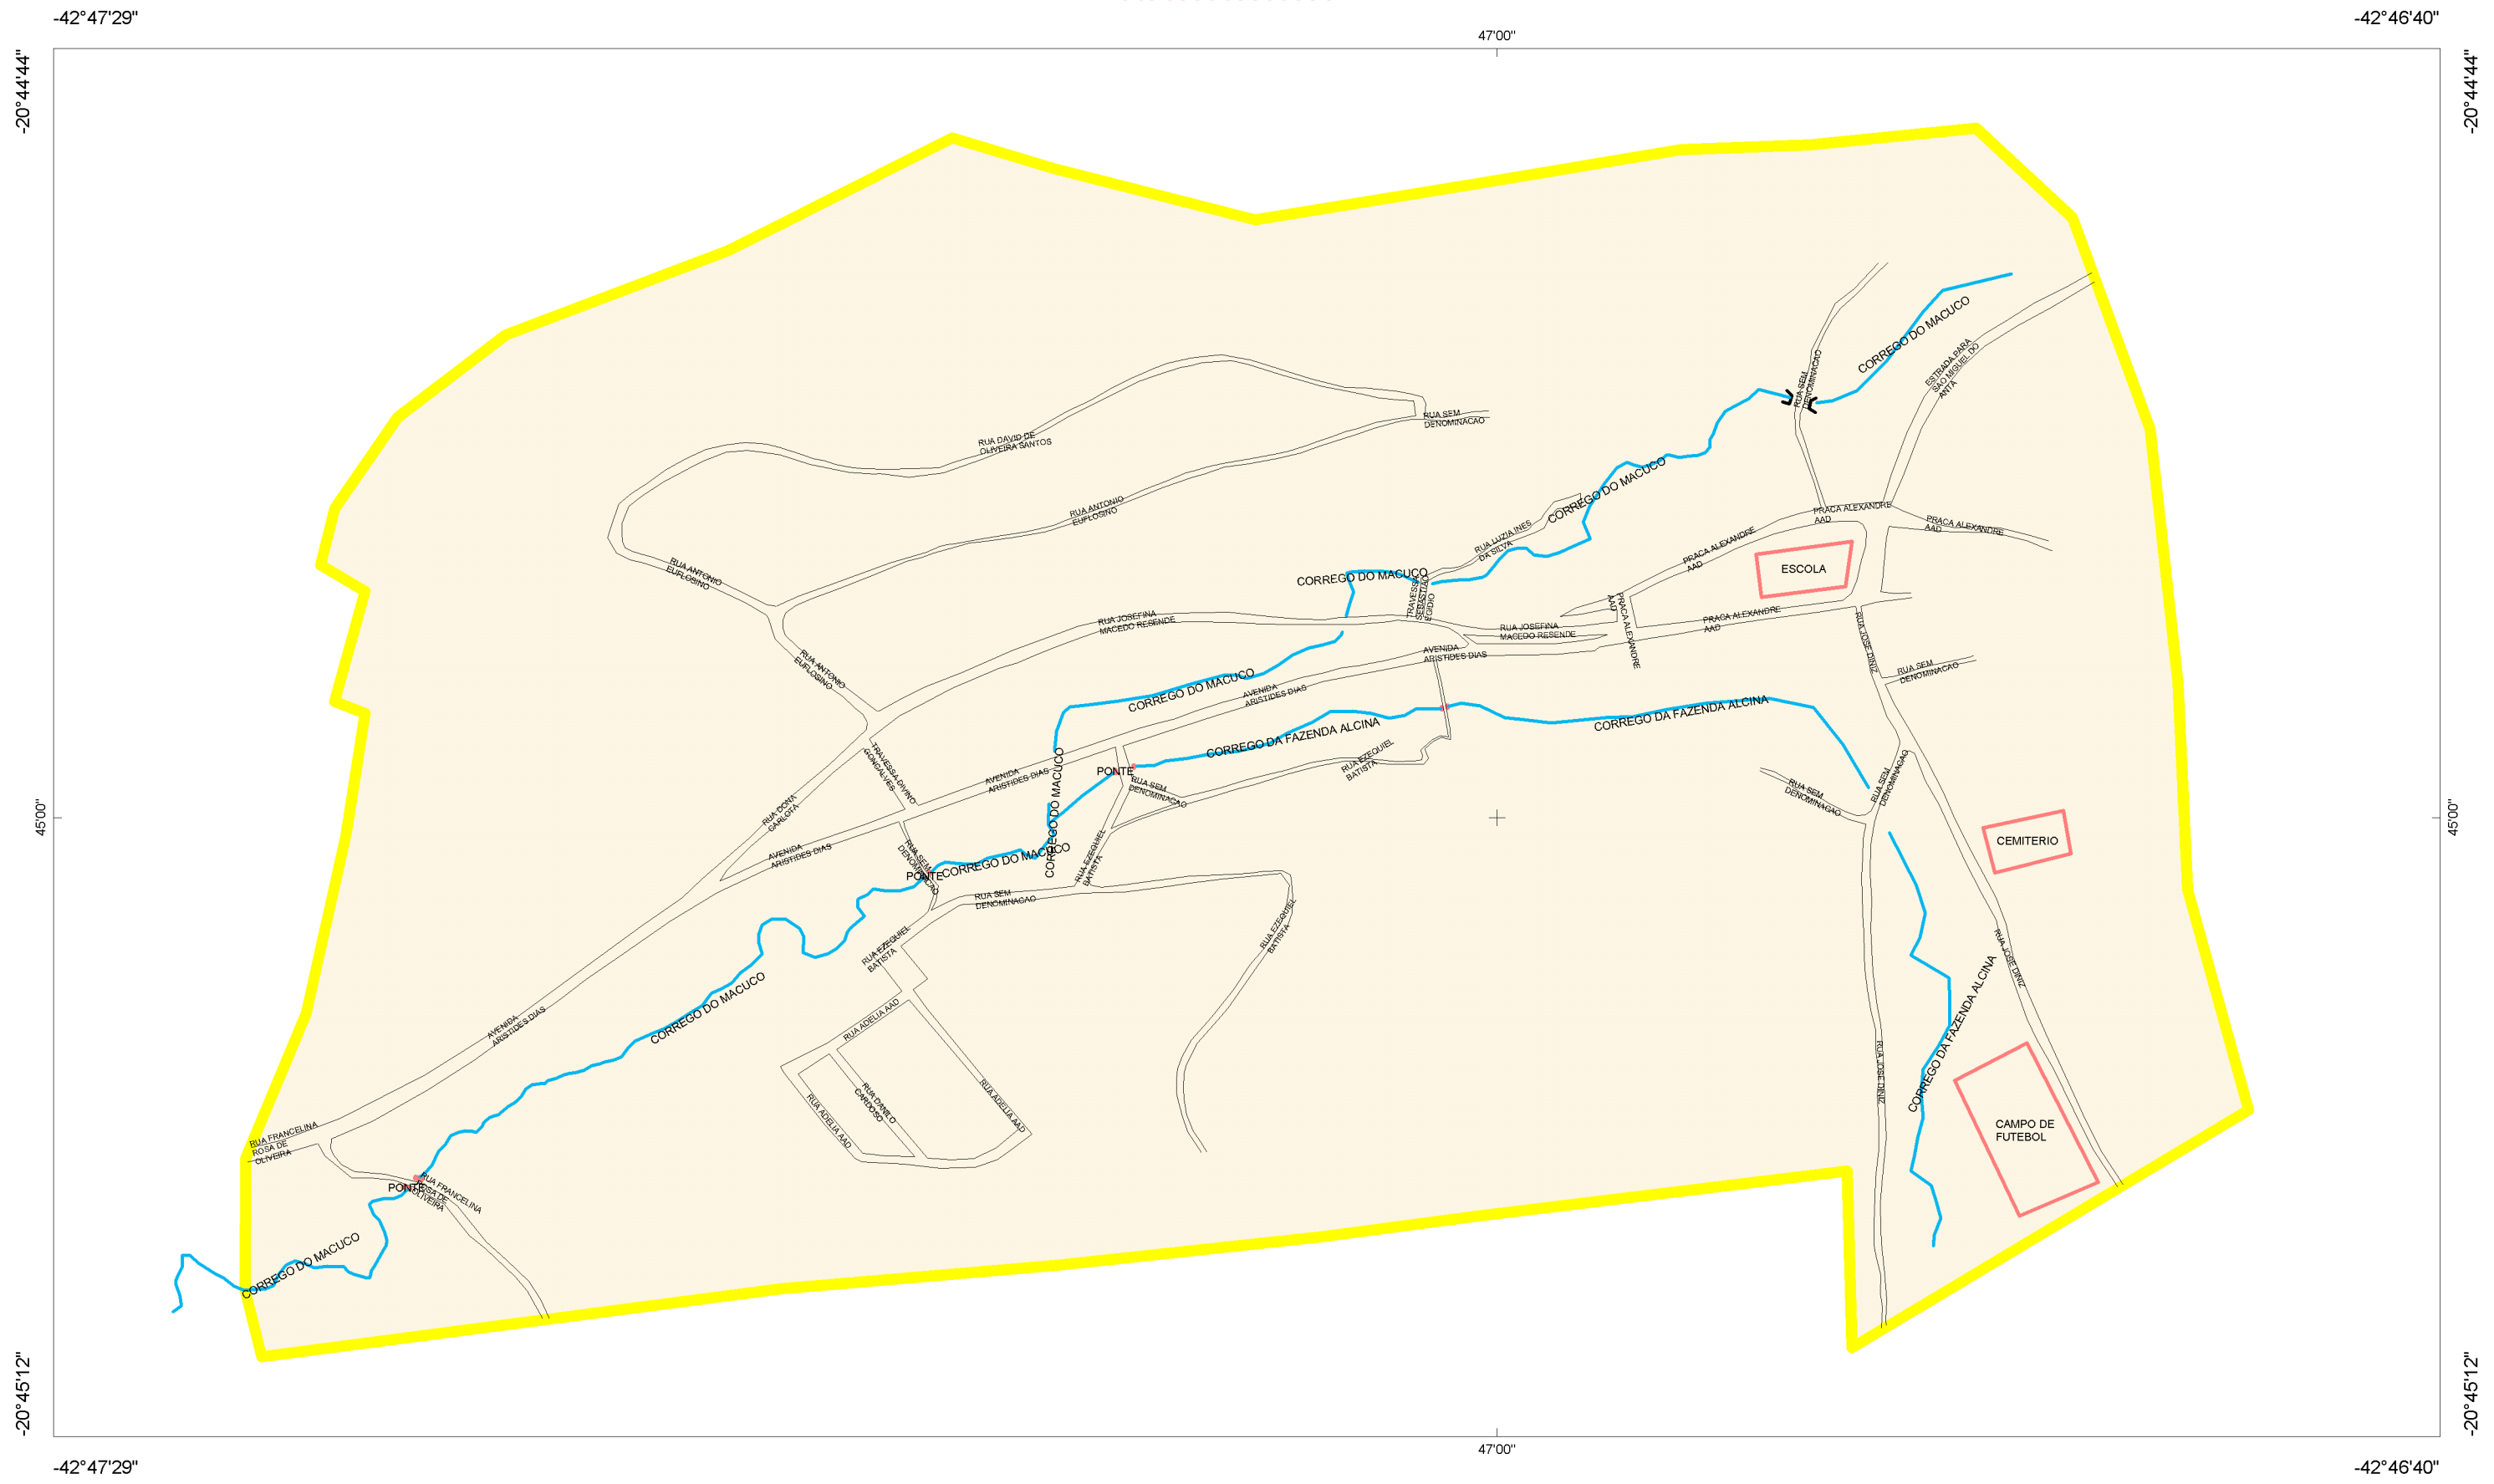 -42°47'29"
-42°46'40"
47'00"
-20°44'44"
-20°44'44"
CORREGO DO MACUCO
ESTRADA PARA
SAO MIGUEL DO
ANTA
RUA SEM
DENOMINACAO
RUA DAVID DE
OLIVEIRA SANTOS
RUA SEM
DENOMINACAO
CORREGO DO MACUCO
RUA ANTONIO
EUFLOSINO
PRACA ALEXANDRE
AAD
PRACA ALEXANDRE
AAD
RUA LUZIA INES
DA SILVA
PRACA ALEXANDRE
AAD
ESCOLA
RUA ANTONIO
EUFLOSINO
CORREGO DO MACUCO
TRAVESSA
SEBASTIAO
EGIDIO
PRACA ALEXANDRE
AAD
RUA JOSEFINA
MACEDO RESENDE
RUA JOSEFINA
MACEDO RESENDE
PRACA ALEXANDRE
AAD
RUA JOSE DINIZ
AVENIDA
ARISTIDES DIAS
RUA SEM
DENOMINACAO
RUA ANTONIO
EUFLOSINO
CORREGO DO MACUCO
AVENIDA
ARISTIDES DIAS
CORREGO DA FAZENDA ALCINA
CORREGO DA FAZENDA ALCINA
TRAVESSA DIVINO
GONCALVES
RUA EZEQUIEL
BATISTA
AVENIDA
ARISTIDES DIAS
PONTE
RUA SEM
DENOMINACAO
RUA SEM
DENOMINACAO
RUA SEM
DENOMINACAO
CORREGO DO MACUCO
RUA DONA
CARLOTA
45'00"
45'00"
CEMITERIO
AVENIDA
ARISTIDES DIAS
RUA SEM
DENOMINACAO
PONTE
CORREGO DO MACUCO
RUA EZEQUIEL
BATISTA
RUA SEM
DENOMINACAO
RUA EZEQUIEL
BATISTA
RUA EZEQUIEL
BATISTA
RUA JOSE DINIZ
CORREGO DO MACUCO
AVENIDA
ARISTIDES DIAS
RUA ADELIA AAD
CORREGO DA FAZENDA ALCINA
RUA JOSE DINIZ
RUA DANILO
CARDOSO
RUA ADELIA AAD
RUA ADELIA AAD
CAMPO DE
FUTEBOL
RUA FRANCELINA
ROSA DE
OLIVEIRA
PONTE
RUA FRANCELINA
ROSA DE
OLIVEIRA
CORREGO DO MACUCO
-20°45'12"
-20°45'12"
47'00"
-42°47'29"
-42°46'40"